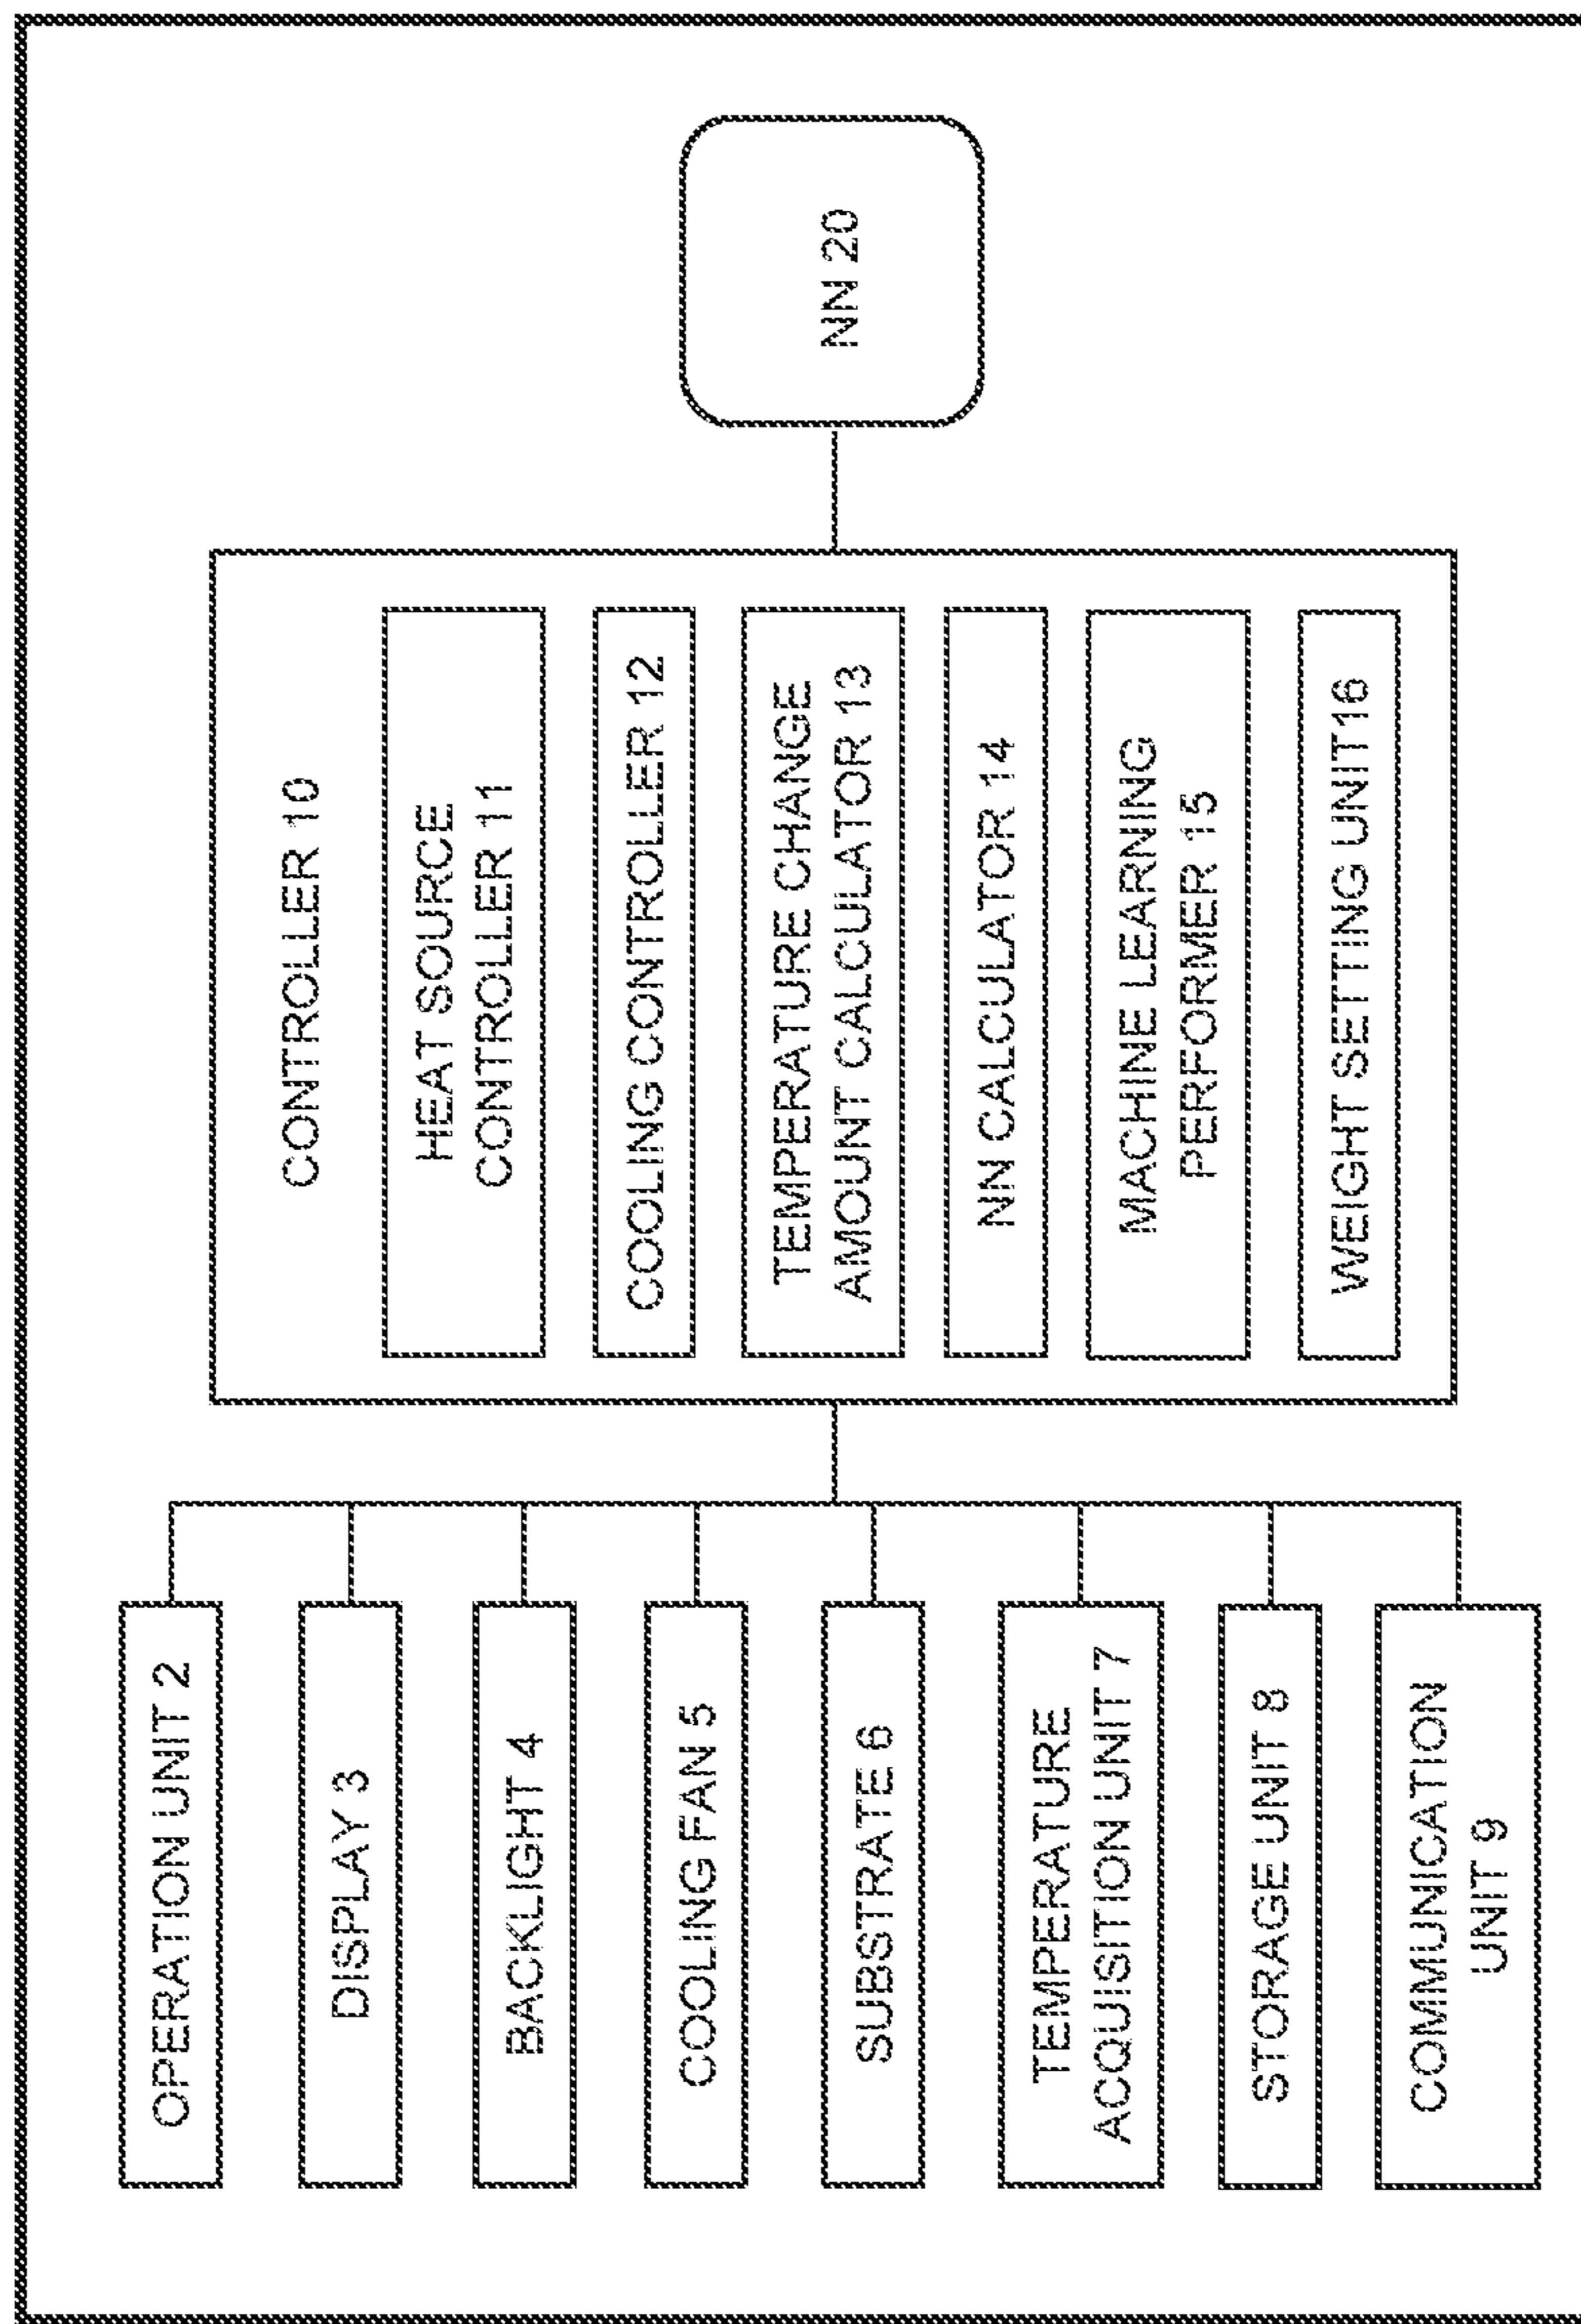 OPERATION UNIT 2
DISPLAY 3
BACKLIGHT 4
COOLING FAN 5
SUBSTRATE 6
TEMPERATURE
ACQUISITION UNIT 7
STORAGE UNIT 8
COMMUNICATION
UNIT 9
CONTROLLER 10
HEAT SOURCE
CONTROLLER 11
COOLING CONTROLLER 12
TEMPERATURE CHANGE
AMOUNT CALCULATOR 13
NN CALCULATOR 14
MACHINE LEARNING
PERFORMER 15
WEIGHT SETTING UNIT16
NN 20